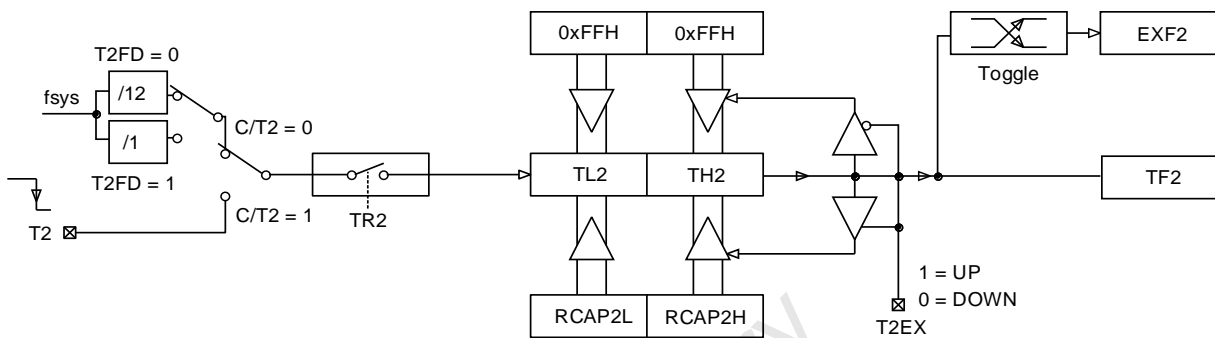 0xFFH 0xFFH EXF2
T2FD = 0
Toggle
fsys /12
C/T2 = 0
/1
TL2 TH2 TF2
T2FD = 1
C/T2 = 1 TR2
T2
1 = UP
0 = DOWN
RCAP2L RCAP2H
T2EX